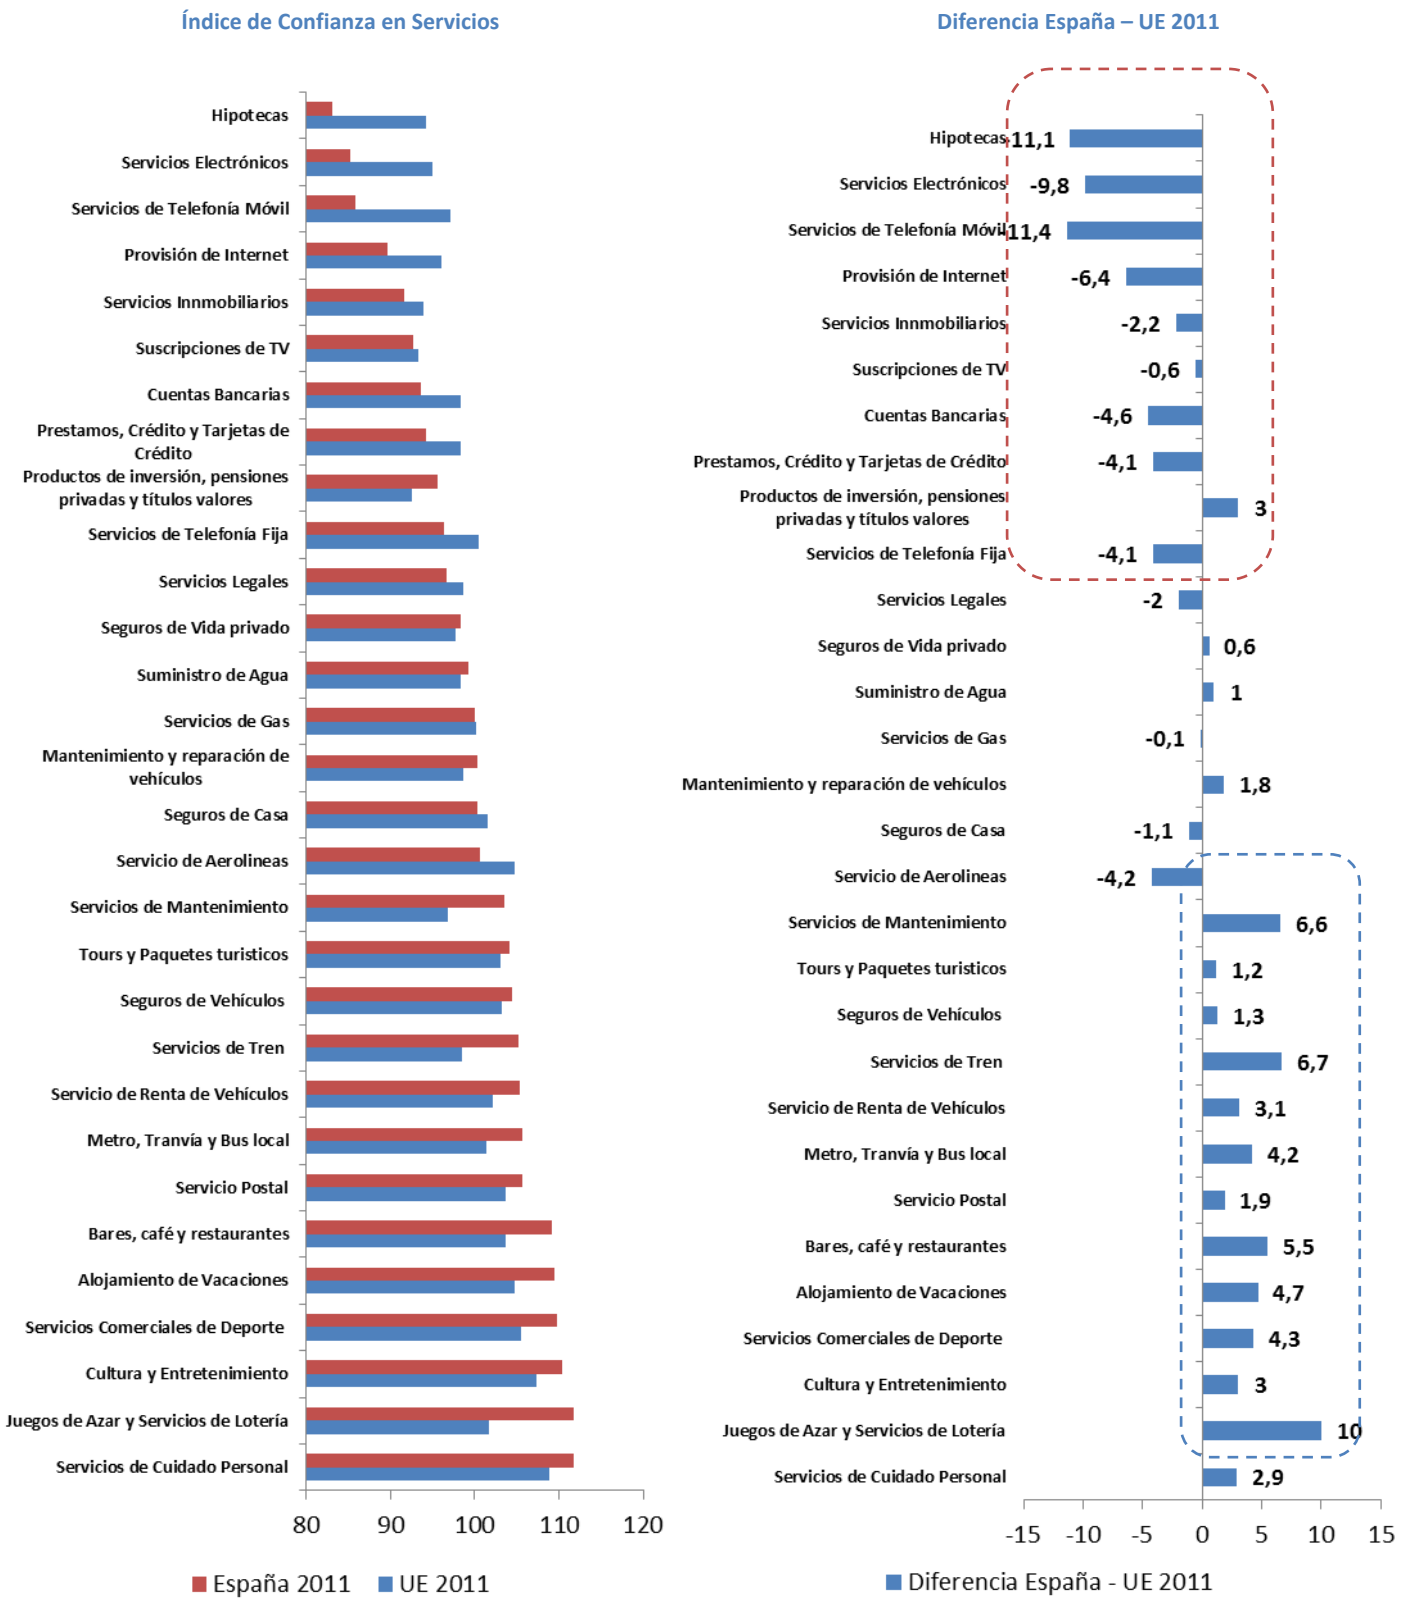 Índice de Confianza en Servicios
Hipotecas
Servicios Electrónicos
Servicios de Telefonía Móvil
Provisión de Internet
Servicios Innmobiliarios
Suscripciones de TV
Cuentas Bancarias
Prestamos, Crédito y Tarjetas de
Crédito
Productos de inversión, pensiones
privadas y títulos valores
Servicios de Telefonía Fija
Servicios Legales
Seguros de Vida privado
Suministro de Agua
Servicios de Gas
Mantenimiento y reparación de
vehículos
Seguros de Casa
Servicio de Aerolineas
Servicios de Mantenimiento
Tours y Paquetes turisticos
Seguros de Vehículos
Servicios de Tren
Servicio de Renta de Vehículos
Metro, Tranvía y Bus local
Servicio Postal
Bares, café y restaurantes
Alojamiento de Vacaciones
Servicios Comerciales de Deporte
Cultura y Entretenimiento
Juegos de Azar y Servicios de Lotería
Servicios de Cuidado Personal
80 90 100 110 120
España 2011 UE 2011
Diferencia España – UE 2011
Hipotecas -11,1
Servicios Electrónicos -9,8
Servicios de Telefonía Móvil -11,4
Provisión de Internet -6,4
Servicios Innmobiliarios -2,2
Suscripciones de TV -0,6
Cuentas Bancarias -4,6
Prestamos, Crédito y Tarjetas de Crédito -4,1
Productos de inversión, pensiones
privadas y títulos valores 3
Servicios de Telefonía Fija -4,1
Servicios Legales -2
Seguros de Vida privado 0,6
Suministro de Agua 1
Servicios de Gas -0,1
Mantenimiento y reparación de vehículos 1,8
Seguros de Casa -1,1
Servicio de Aerolineas -4,2
Servicios de Mantenimiento 6,6
Tours y Paquetes turisticos 1,2
Seguros de Vehículos 1,3
Servicios de Tren 6,7
Servicio de Renta de Vehículos 3,1
Metro, Tranvía y Bus local 4,2
Servicio Postal 1,9
Bares, café y restaurantes 5,5
Alojamiento de Vacaciones 4,7
Servicios Comerciales de Deporte 4,3
Cultura y Entretenimiento 3
Juegos de Azar y Servicios de Lotería 10
Servicios de Cuidado Personal 2,9
-15 -10 -5 0 5 10 15
Diferencia España - UE 2011